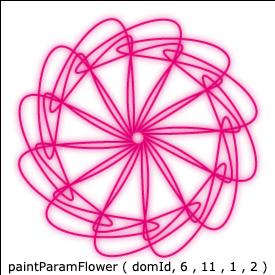 paintParamFlower ( domId, 6 , 11 , 1 , 2 )